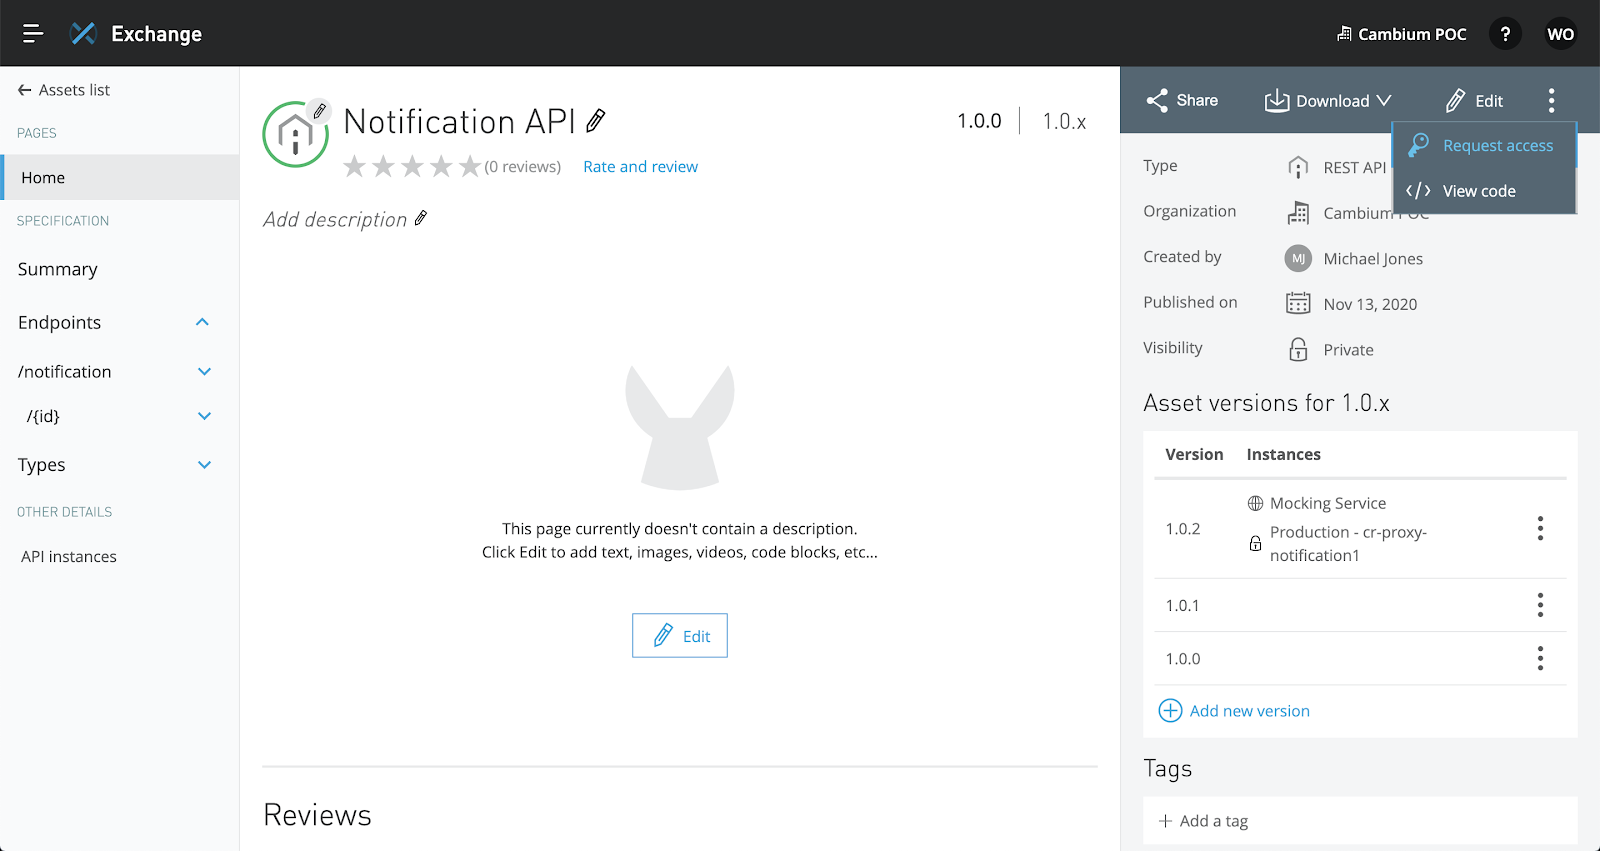 Exchange
Cambium POC
?
WO
Assets list
PAGES
Home
SPECIFICATION
Summary
Endpoints
/notification
/{id}
Types
OTHER DETAILS
API instances
Notification API
1.0.0
1.0.x
(0 reviews)
Rate and review
Add description
This page currently doesn't contain a description.
Click Edit to add text, images, videos, code blocks, etc...
Edit
Reviews
Share
Download
Edit
Request access
</> View code
Type
REST API
Organization
Cambium POC
Created by
MJ
Michael Jones
Published on
Nov 13, 2020
Visibility
Private
Asset versions for 1.0.x
Version
Instances
1.0.2
Mocking Service
Production - cr-proxy-
notification1
1.0.1
1.0.0
Add new version
Tags
+ Add a tag